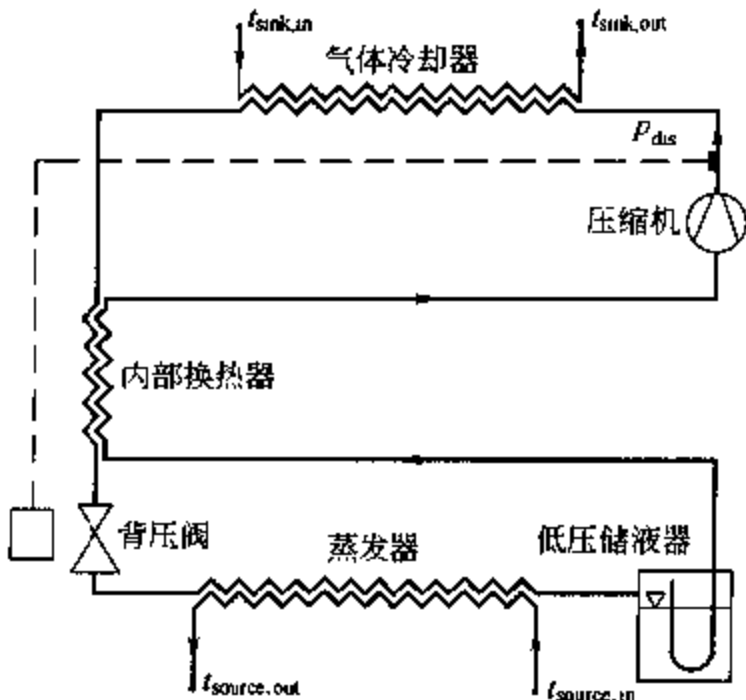 t_sink,in
t_sink,out
气体冷却器
p_dis
压缩机
内部换热器
背压阀
蒸发器
低压储液器
t_source,out
t_source,in